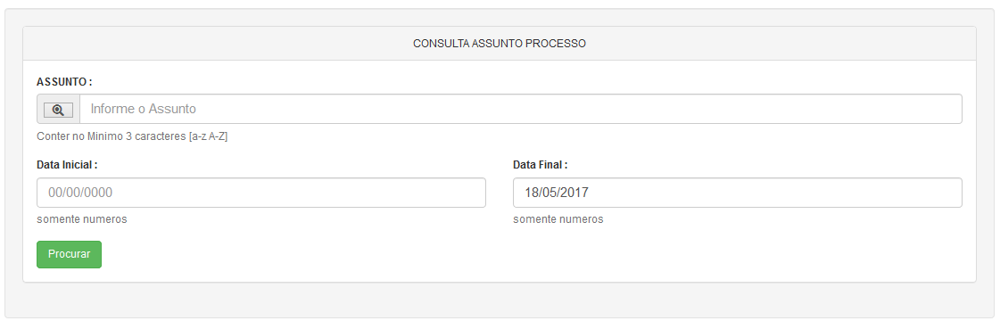 CONSULTA ASSUNTO PROCESSO
ASSUNTO :
Informe o Assunto
Conter no Minimo 3 caracteres [a-z A-Z]
Data Inicial :
Data Final :
00/00/0000
18/05/2017
somente numeros
somente numeros
Procurar